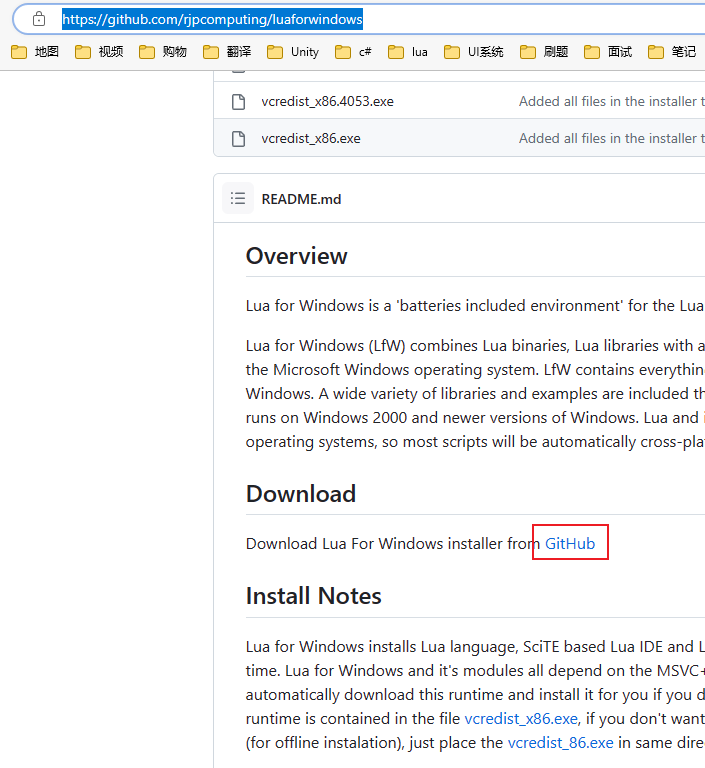 https://github.com/rjpcomputing/luaforwindows
地图 视频 购物 翻译 Unity c# lua UI系统 刷题 面试 笔记
vcredist_x86.4053.exe Added all files in the installer t
vcredist_x86.exe Added all files in the installer t
README.md
Overview
Lua for Windows is a 'batteries included environment' for the Lua
Lua for Windows (LfW) combines Lua binaries, Lua libraries with a
the Microsoft Windows operating system. LfW contains everythin
Windows. A wide variety of libraries and examples are included th
runs on Windows 2000 and newer versions of Windows. Lua and i
operating systems, so most scripts will be automatically cross-pla
Download
Download Lua For Windows installer from GitHub
Install Notes
Lua for Windows installs Lua language, SciTE based Lua IDE and L
time. Lua for Windows and it's modules all depend on the MSVC+
automatically download this runtime and install it for you if you d
runtime is contained in the file vcredist_x86.exe, if you don't want
(for offline instalation), just place the vcredist_86.exe in same dire